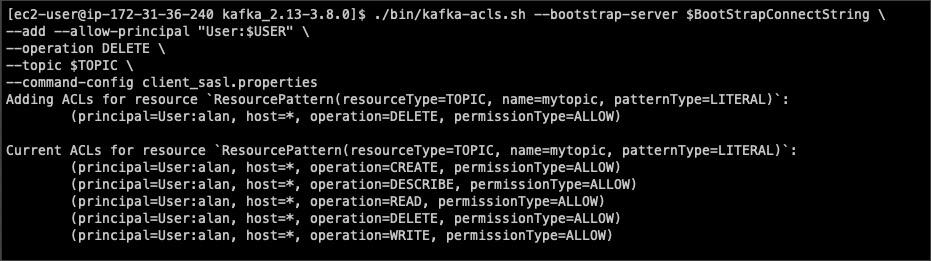 [ec2-user@ip-172-31-36-240 kafka_2.13-3.8.0]$ ./bin/kafka-acls.sh --bootstrap-server $BootStrapConnectString \
--add --allow-principal "User:$USER" \
--operation DELETE \
--topic $TOPIC \
--command-config client_sasl.properties
Adding ACLs for resource `ResourcePattern(resourceType=TOPIC, name=mytopic, patternType=LITERAL)`:
        (principal=User:alan, host=*, operation=DELETE, permissionType=ALLOW)
Current ACLs for resource `ResourcePattern(resourceType=TOPIC, name=mytopic, patternType=LITERAL)`:
        (principal=User:alan, host=*, operation=CREATE, permissionType=ALLOW)
        (principal=User:alan, host=*, operation=DESCRIBE, permissionType=ALLOW)
        (principal=User:alan, host=*, operation=READ, permissionType=ALLOW)
        (principal=User:alan, host=*, operation=DELETE, permissionType=ALLOW)
        (principal=User:alan, host=*, operation=WRITE, permissionType=ALLOW)